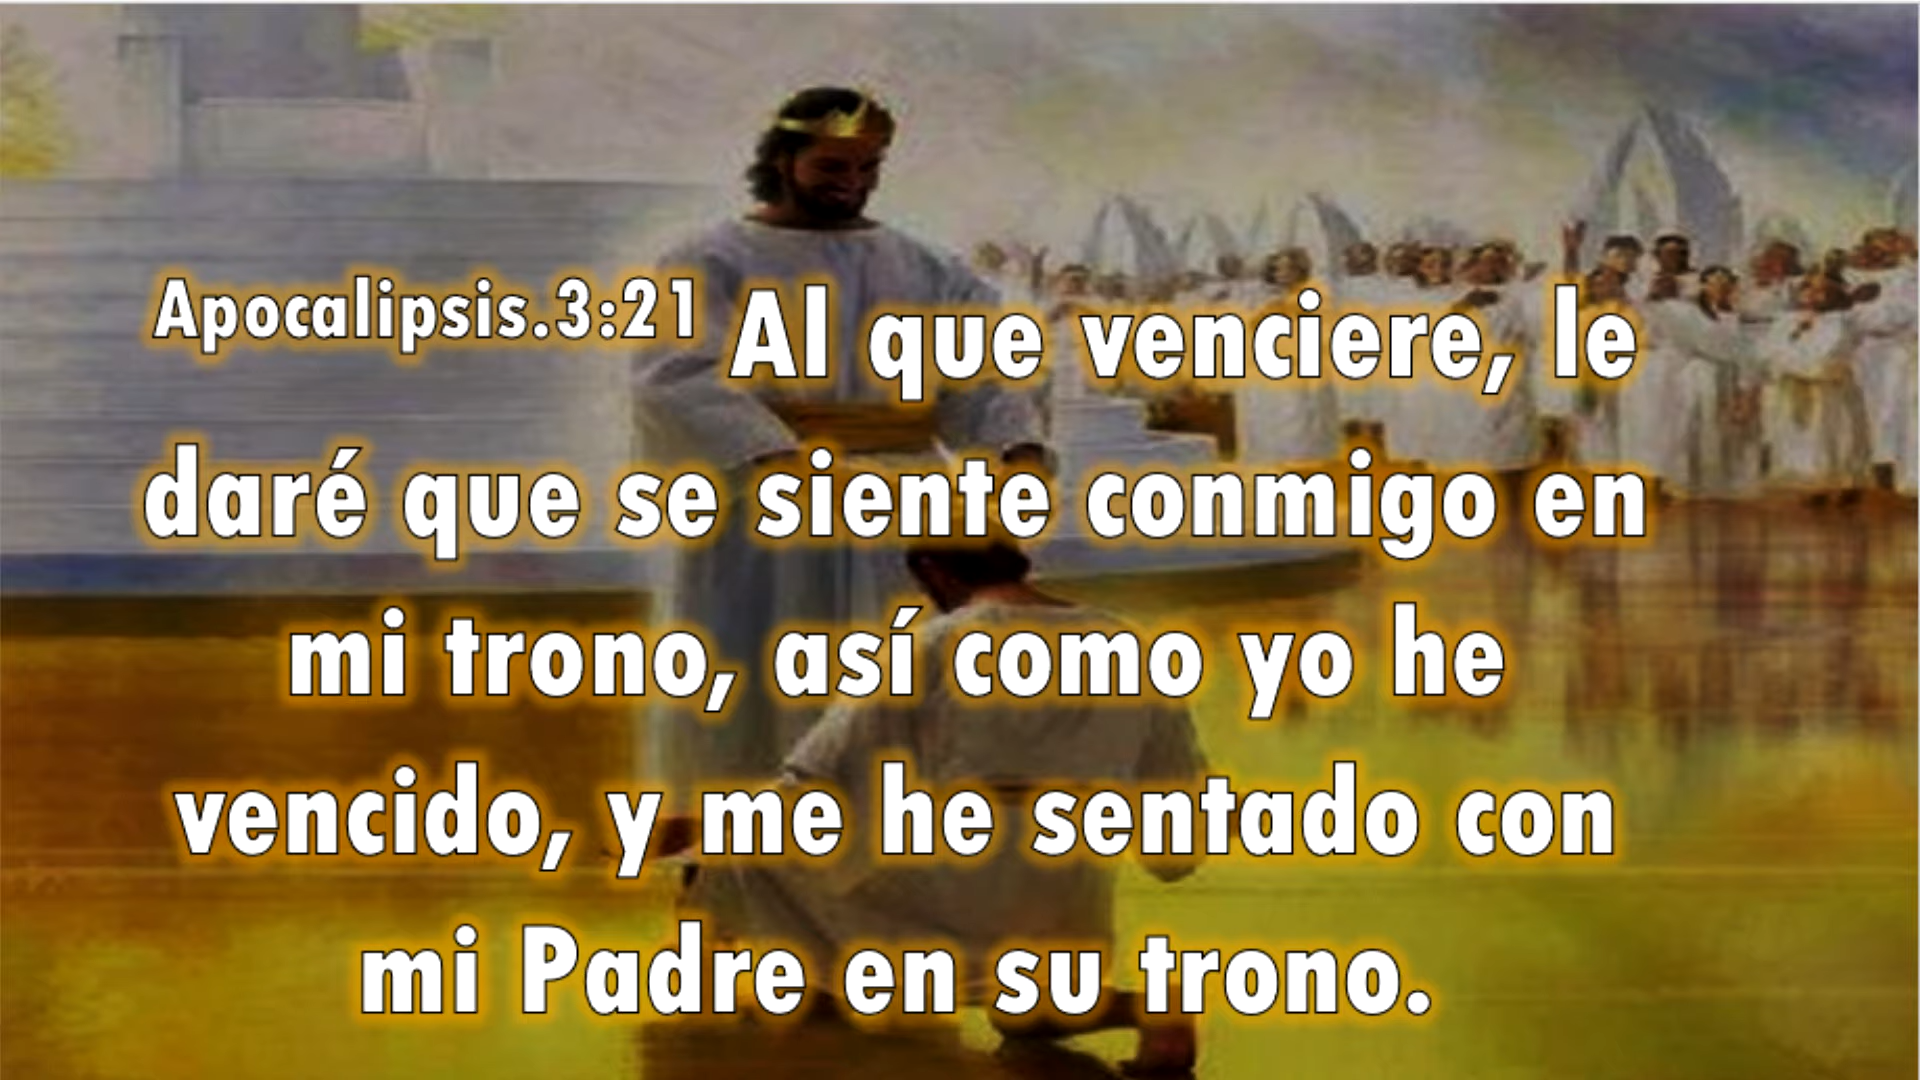 Apocalipsis.3:21 Al que venciere, le
daré que se siente conmigo en
mi trono, así como yo he
vencido, y me he sentado con
mi Padre en su trono.